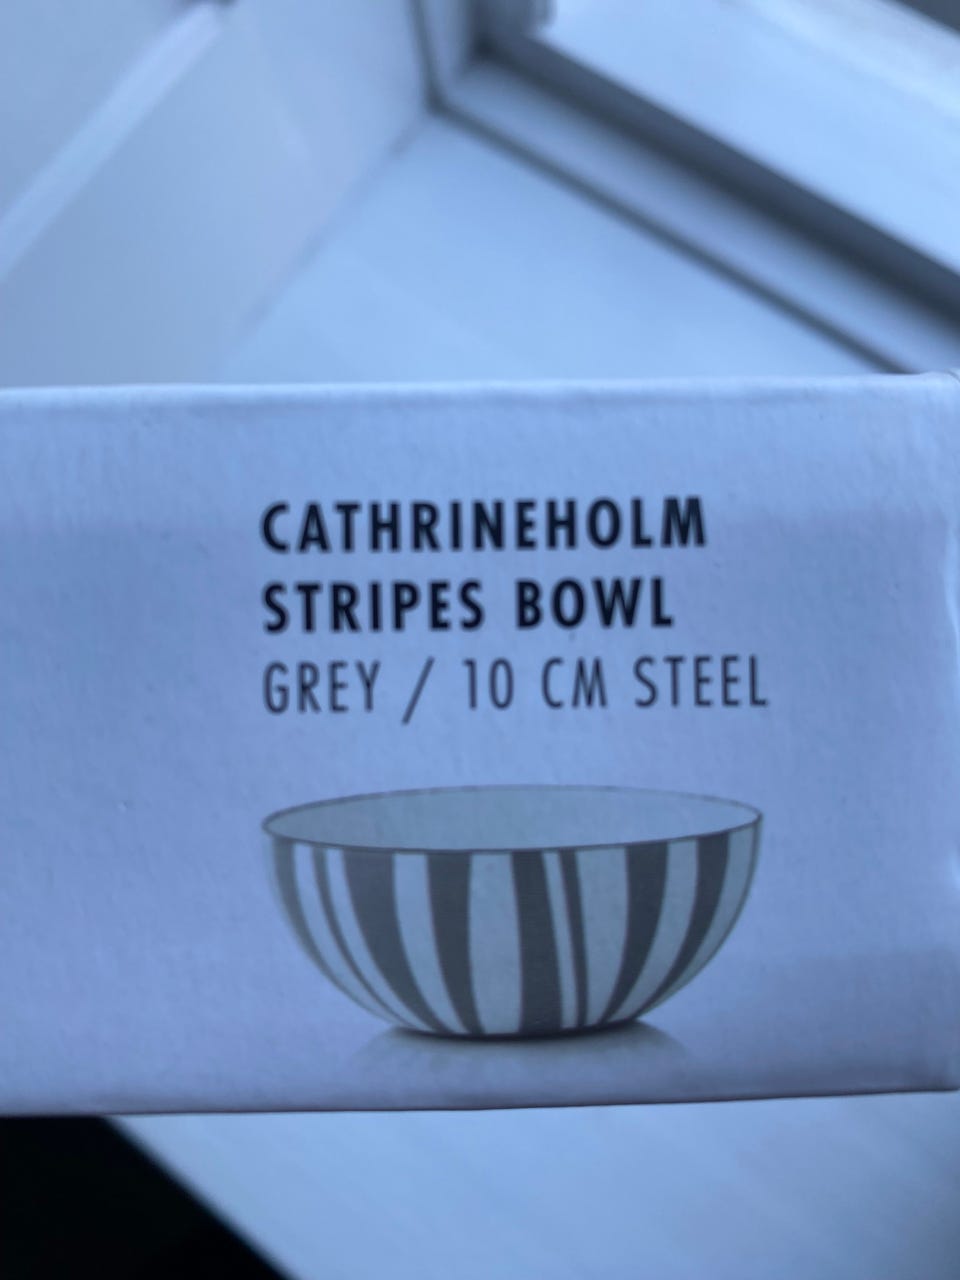 CATHRINEHOLM
STRIPES BOWL
GREY / 10 CM STEEL